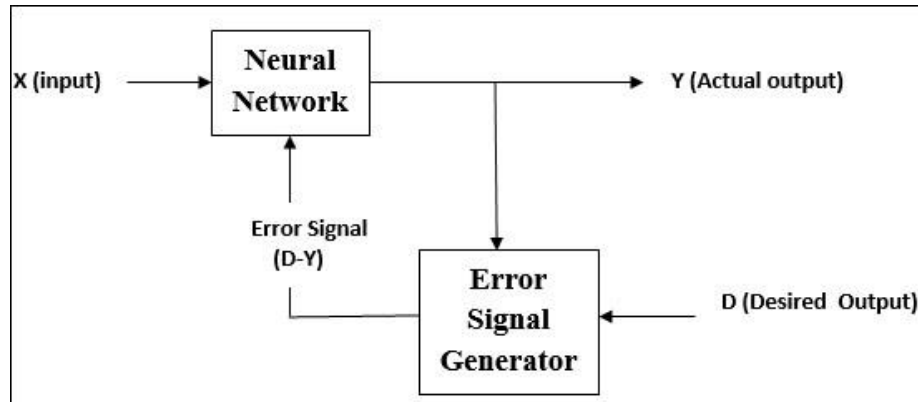 Neural
Network
X (input)
Y (Actual output)
Error Signal
(D-Y)
Error
Signal
Generator
D (Desired Output)